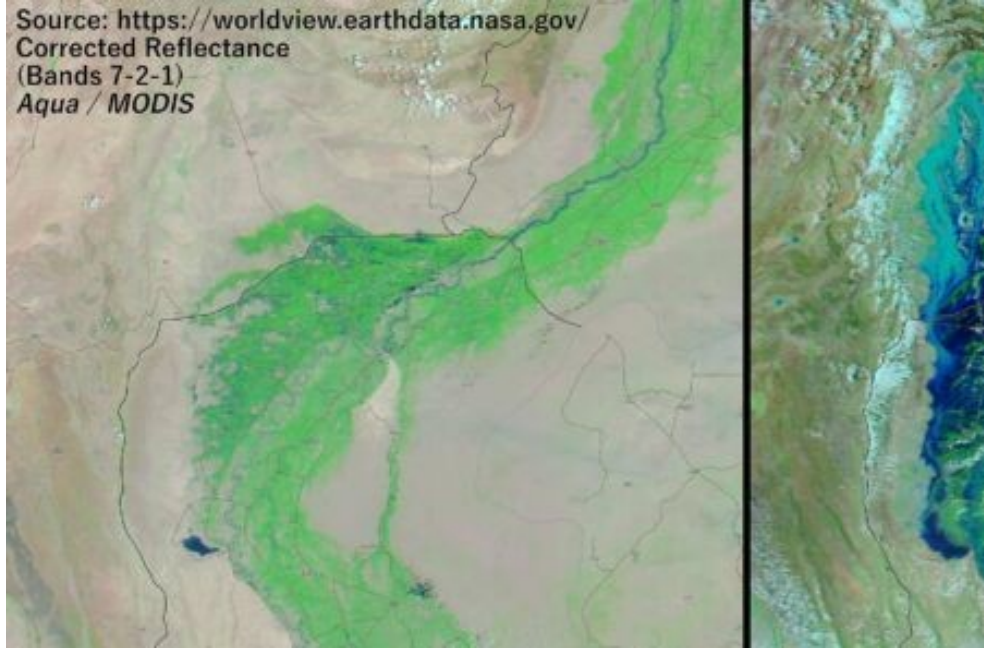 Source: https://worldview.earthdata.nasa.gov/
Corrected Reflectance
(Bands 7-2-1)
Aqua / MODIS